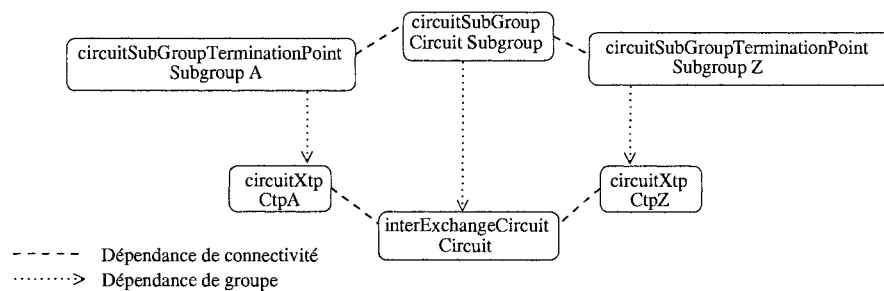 circuitSubGroup
Circuit Subgroup
circuitSubGroupTerminationPoint
Subgroup A
circuitSubGroupTerminationPoint
Subgroup Z
circuitXtp
CtpA
circuitXtp
CtpZ
interExchangeCircuit
Circuit
Dépendance de connectivité
Dépendance de groupe